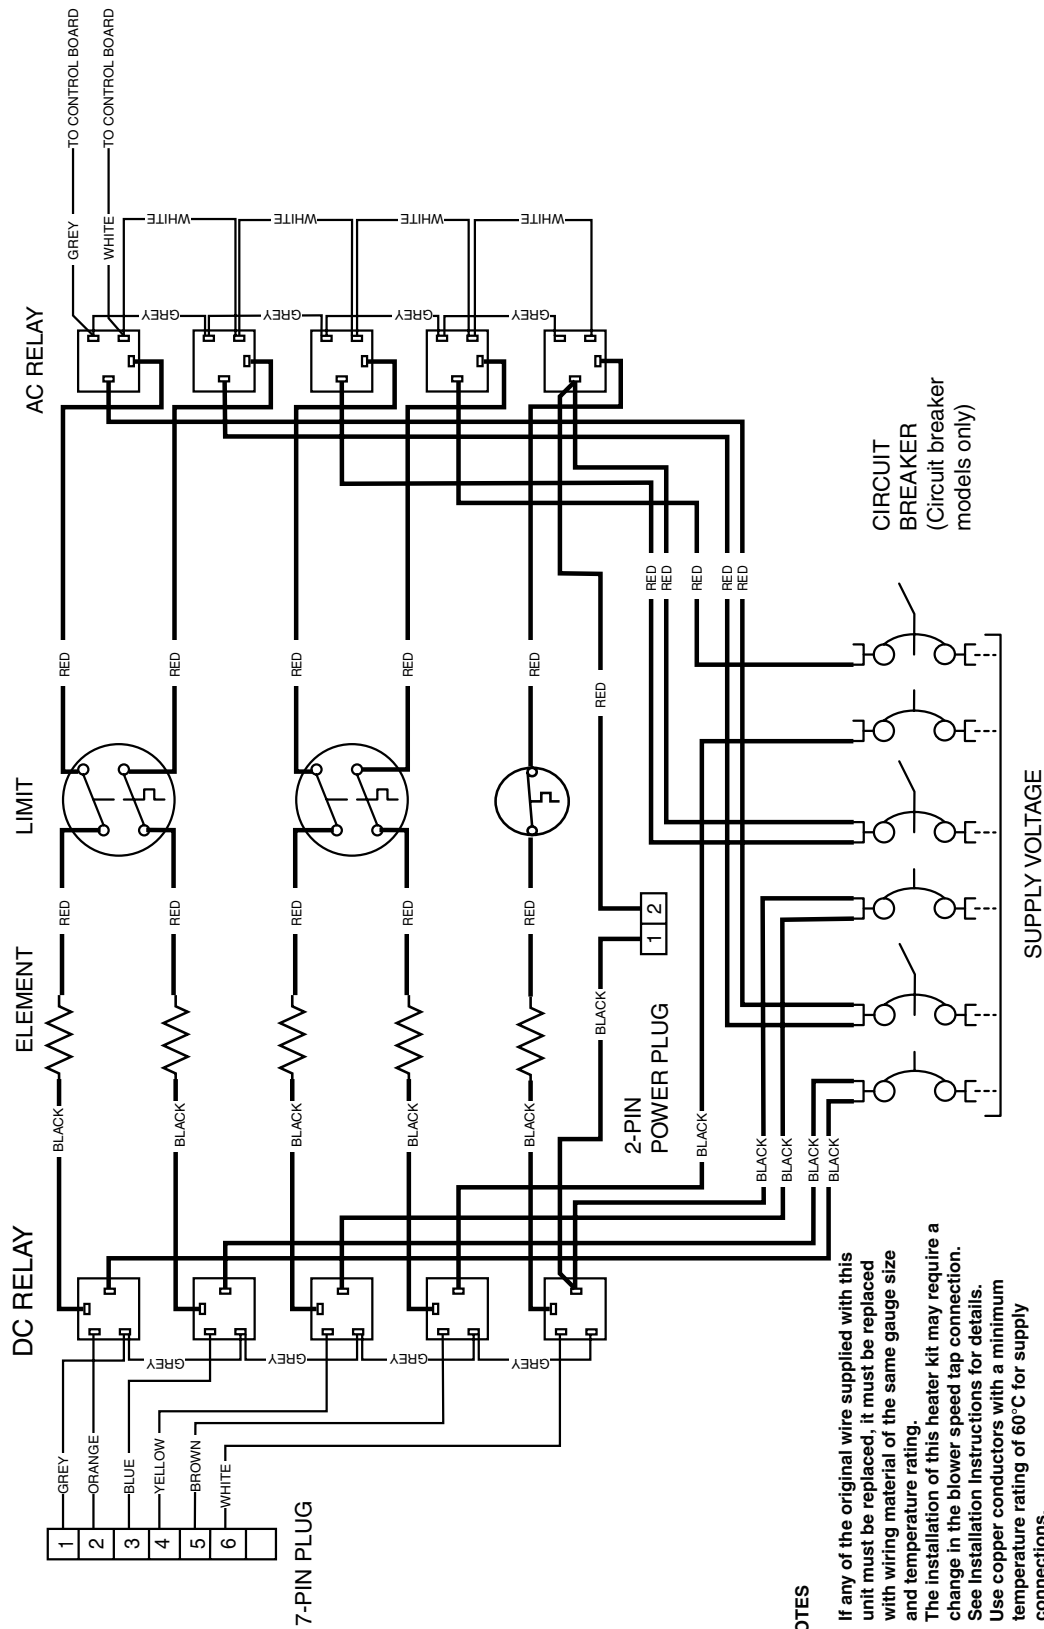 TO CONTROL BOARD
TO CONTROL BOARD
GREY
WHITE
WHITE
WHITE
WHITE
WHITE
AC RELAY
GREY
GREY
GREY
GREY
CIRCUIT
BREAKER
(Circuit breaker
models only)
RED
RED
RED
RED
RED
RED
RED
RED
RED
RED
RED
LIMIT
SUPPLY VOLTAGE
RED
RED
RED
RED
RED
ELEMENT
1
2
BLACK
2-PIN
POWER PLUG
BLACK
BLACK
BLACK
BLACK
BLACK
BLACK
BLACK
BLACK
BLACK
BLACK
DC RELAY
GREY
GREY
GREY
GREY
GREY
ORANGE
BLUE
YELLOW
BROWN
WHITE
1
2
3
4
5
6
7-PIN PLUG
OTES
If any of the original wire supplied with this
unit must be replaced, it must be replaced
with wiring material of the same gauge size
and temperature rating.
The installation of this heater kit may require a
change in the blower speed tap connection.
See Installation Instructions for details.
Use copper conductors with a minimum
temperature rating of 60°C for supply
connections.